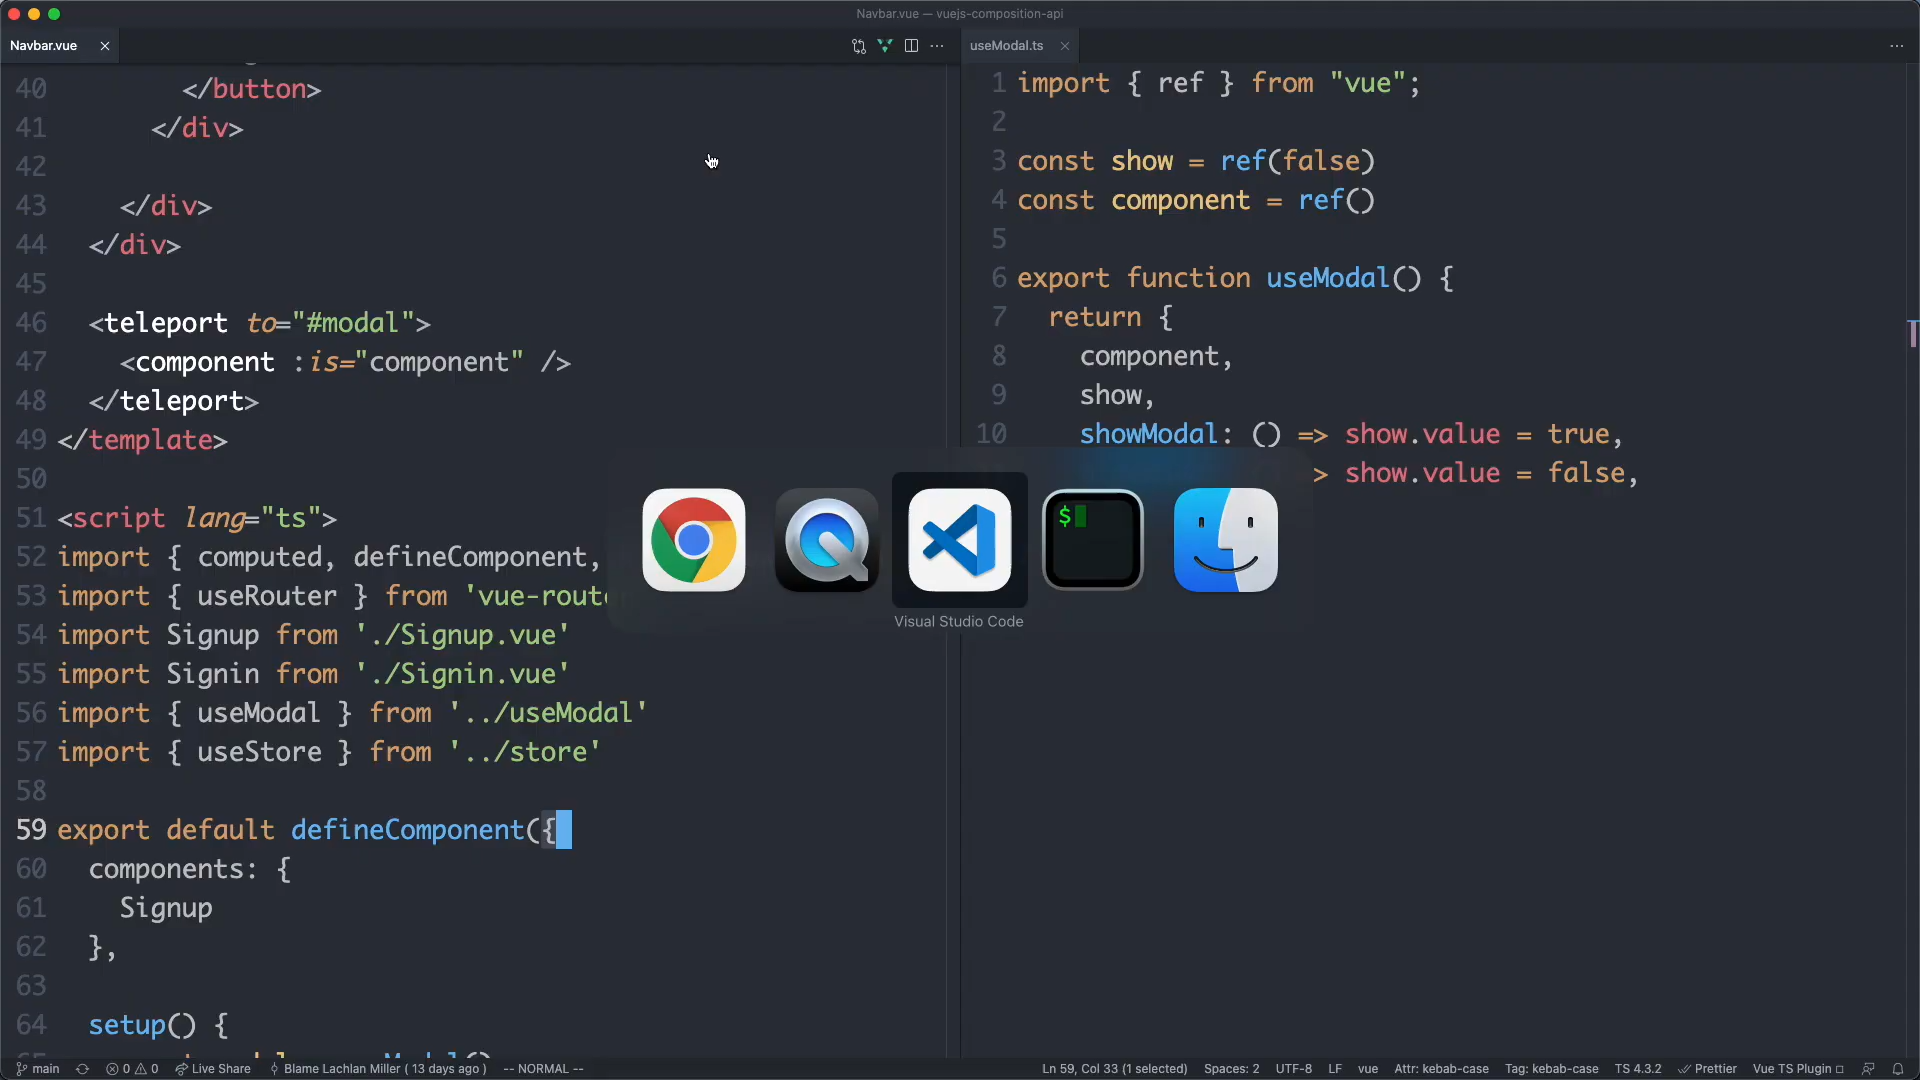 Navbar.vue — vuejs-composition-api
Navbar.vue
useModal.ts
40 </button>
41 </div>
42
43 </div>
44 </div>
45
46 <teleport to="#modal">
47 <component :is="component" />
48 </teleport>
49 </template>
50
51 <script lang="ts">
52 import { computed, defineComponent,
53 import { useRouter } from 'vue-route
54 import Signup from './Signup.vue'
55 import Signin from './Signin.vue'
56 import { useModal } from '../useModal'
57 import { useStore } from '../store'
58
59 export default defineComponent({
60 components: {
61 Signup
62 },
63
64 setup() {
1 import { ref } from "vue";
2
3 const show = ref(false)
4 const component = ref()
5
6 export function useModal() {
7 return {
8 component,
9 show,
10 showModal: () => show.value = true,
> show.value = false,
$
Visual Studio Code
main
0 0
Live Share
Blame Lachlan Miller ( 13 days ago )
-- NORMAL --
Ln 59, Col 33 (1 selected)
Spaces: 2
UTF-8
LF
vue
Attr: kebab-case
Tag: kebab-case
TS 4.3.2
Prettier
Vue TS Plugin